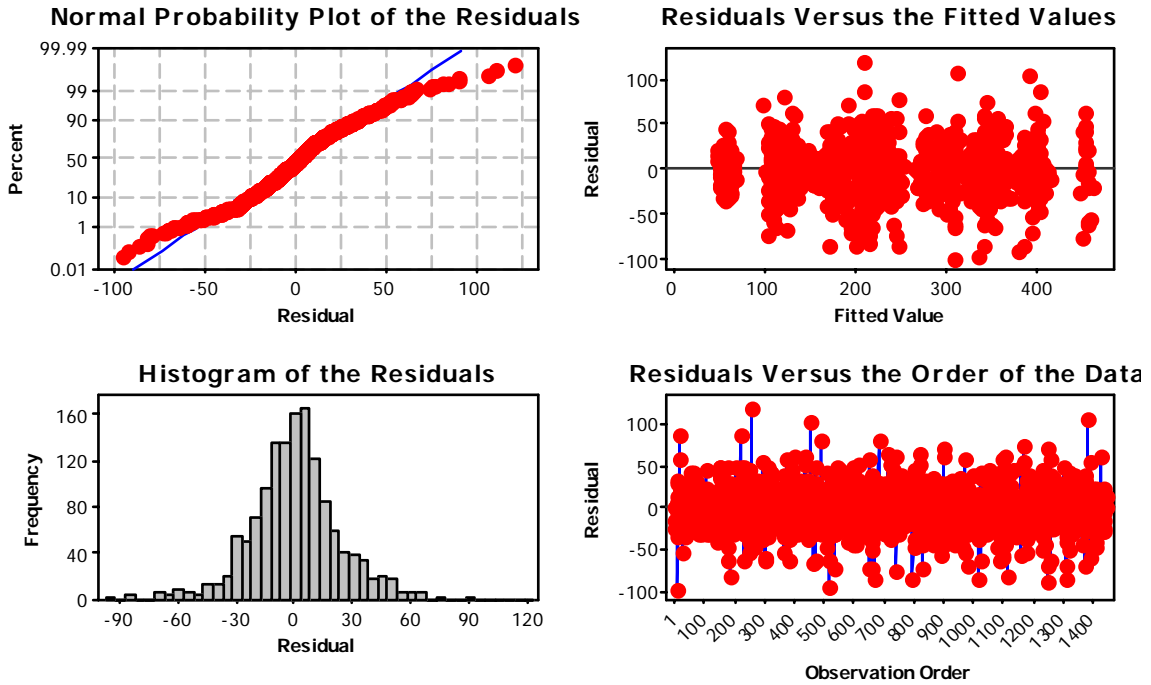 Normal Probability Plot of the Residuals
99.99
99
90
50
10
1
0.01
Percent
-100 -50 0 50 100
Residual
Residuals Versus the Fitted Values
100
50
0
-50
-100
Residual
0 100 200 300 400
Fitted Value
Histogram of the Residuals
160
120
80
40
0
Frequency
-90 -60 -30 0 30 60 90 120
Residual
Residuals Versus the Order of the Data
100
50
0
-50
-100
Residual
1 100 200 300 400 500 600 700 800 900 1000 1100 1200 1300 1400
Observation Order